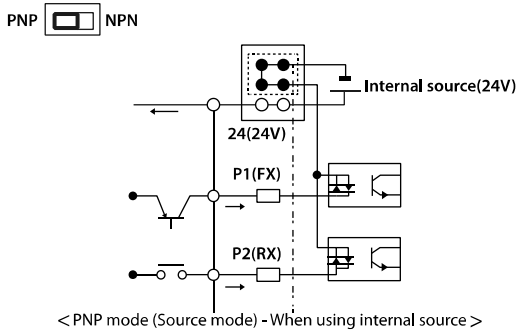 PNP NPN
Internal source(24V)
24(24V)
P1(FX)
P2(RX)
< PNP mode (Source mode) - When using internal source >